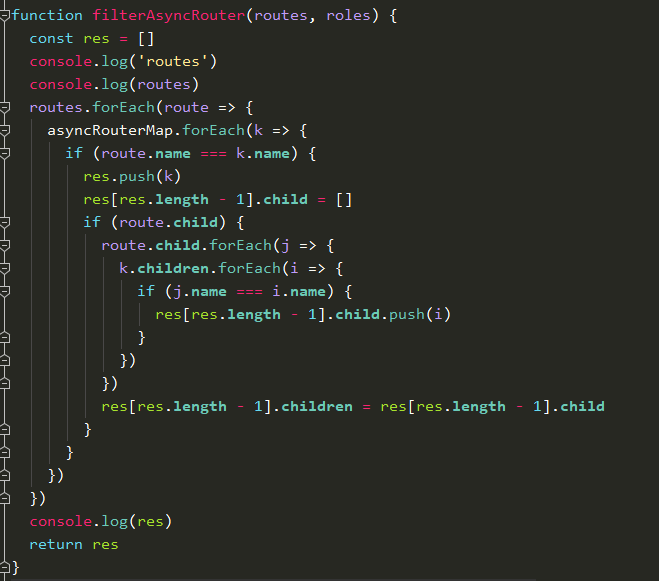 function filterAsyncRouter(routes, roles) {
  const res = []
  console.log('routes')
  console.log(routes)
  routes.forEach(route => {
    asyncRouterMap.forEach(k => {
      if (route.name === k.name) {
        res.push(k)
        res[res.length - 1].child = []
        if (route.child) {
          route.child.forEach(j => {
            k.children.forEach(i => {
              if (j.name === i.name) {
                res[res.length - 1].child.push(i)
              }
            })
          })
          res[res.length - 1].children = res[res.length - 1].child
        }
      }
    })
  })
  console.log(res)
  return res
}